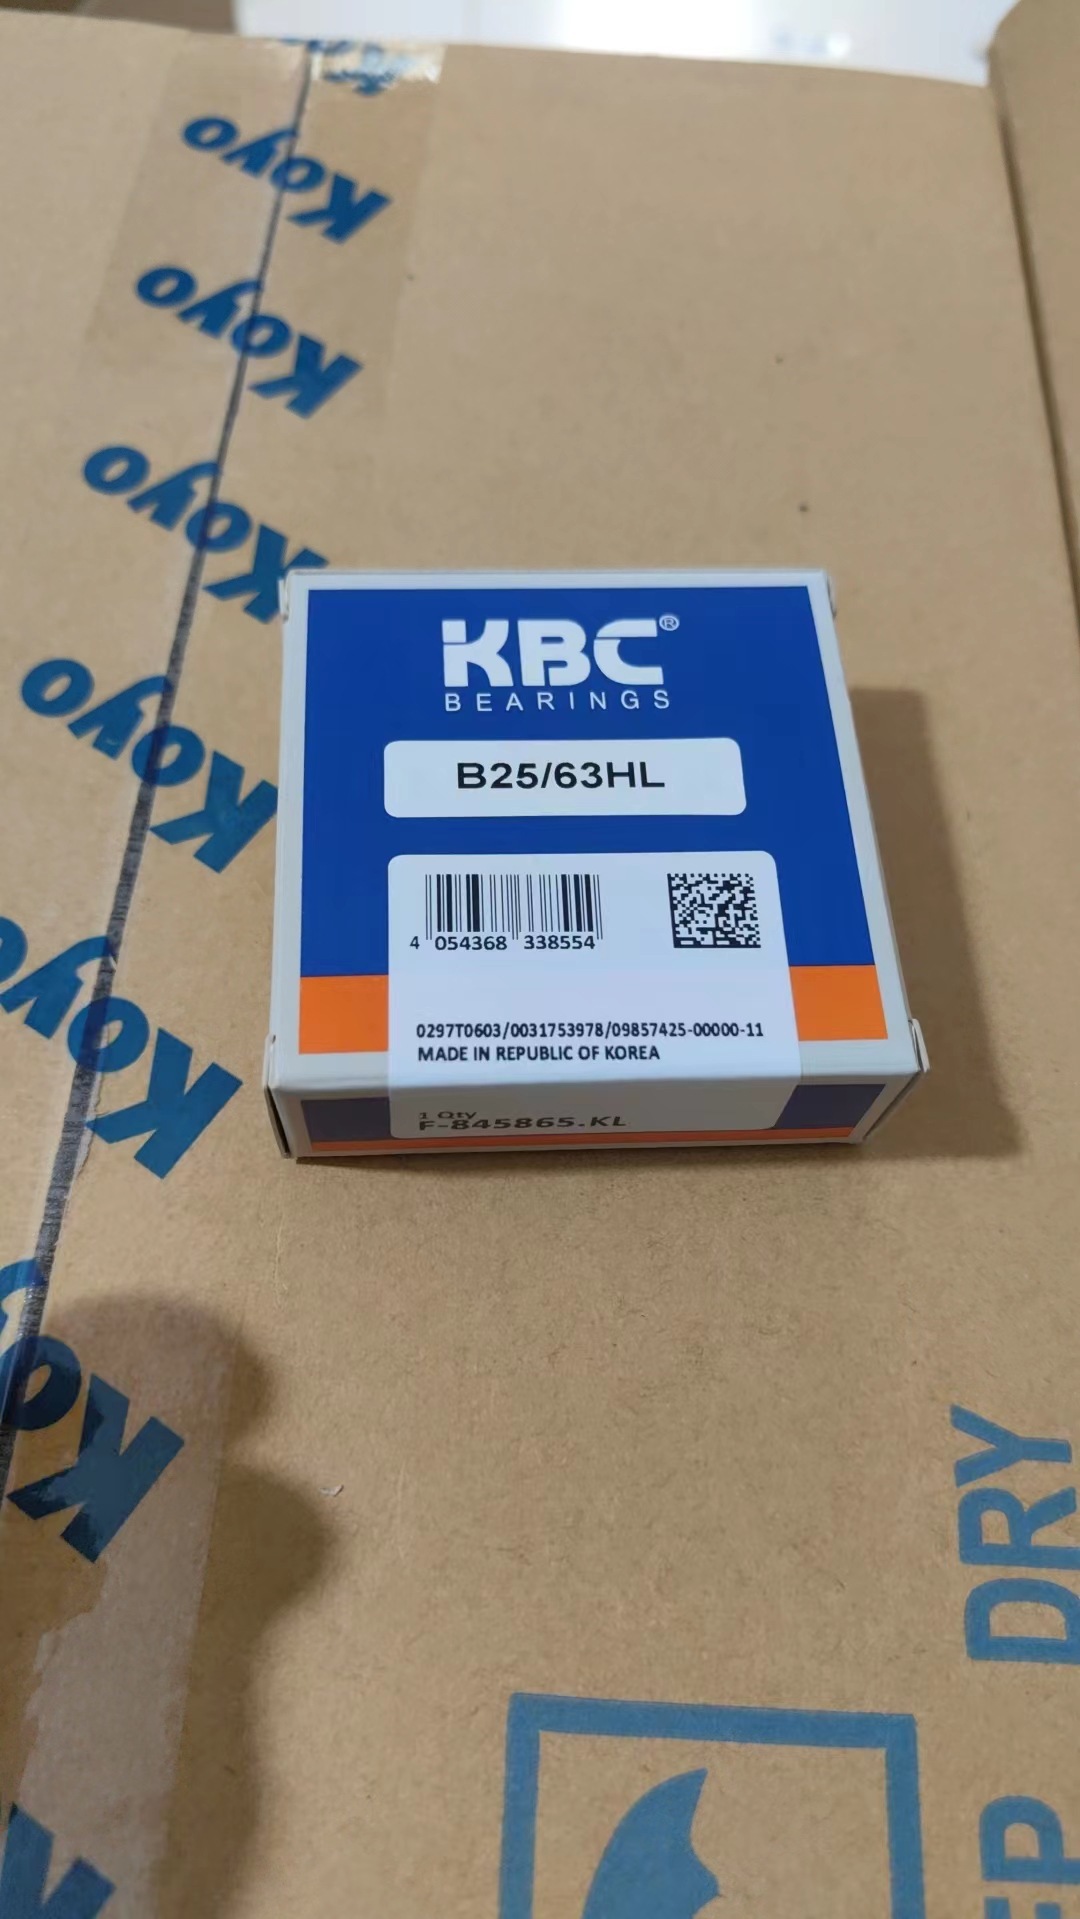 Koyo
Koyo
Koyo
Koyo
Koyo
KBC®
BEARINGS
B25/63HL
4 054368 338554
0297T0603/0031753978/09857425-00000-11
MADE IN REPUBLIC OF KOREA
1 Qty
F-845865.KL
DRY